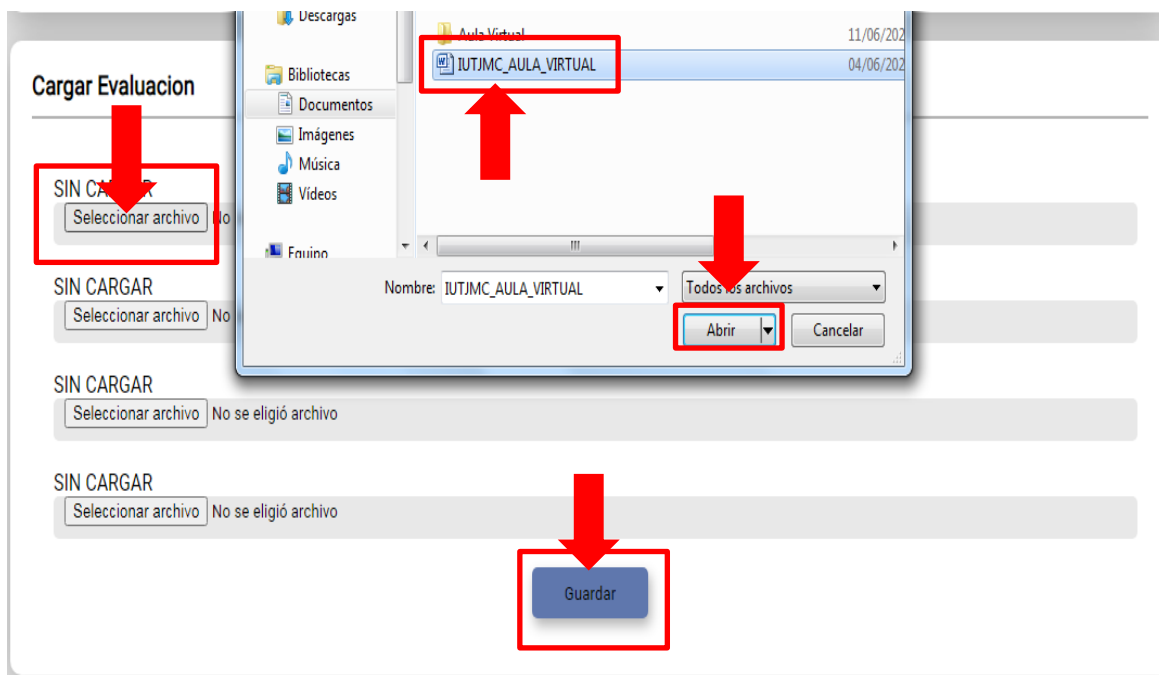 Descargas
Aula Virtual 11/06/202
IUTJMC_AULA_VIRTUAL 04/06/202
Bibliotecas
Documentos
Imágenes
Música
Vídeos
Equipo
Nombre: IUTJMC_AULA_VIRTUAL
Todos los archivos
Abrir
Cancelar
Cargar Evaluacion
SIN CARGAR
Seleccionar archivo No
SIN CARGAR
Seleccionar archivo No
SIN CARGAR
Seleccionar archivo No se eligió archivo
SIN CARGAR
Seleccionar archivo No se eligió archivo
Guardar